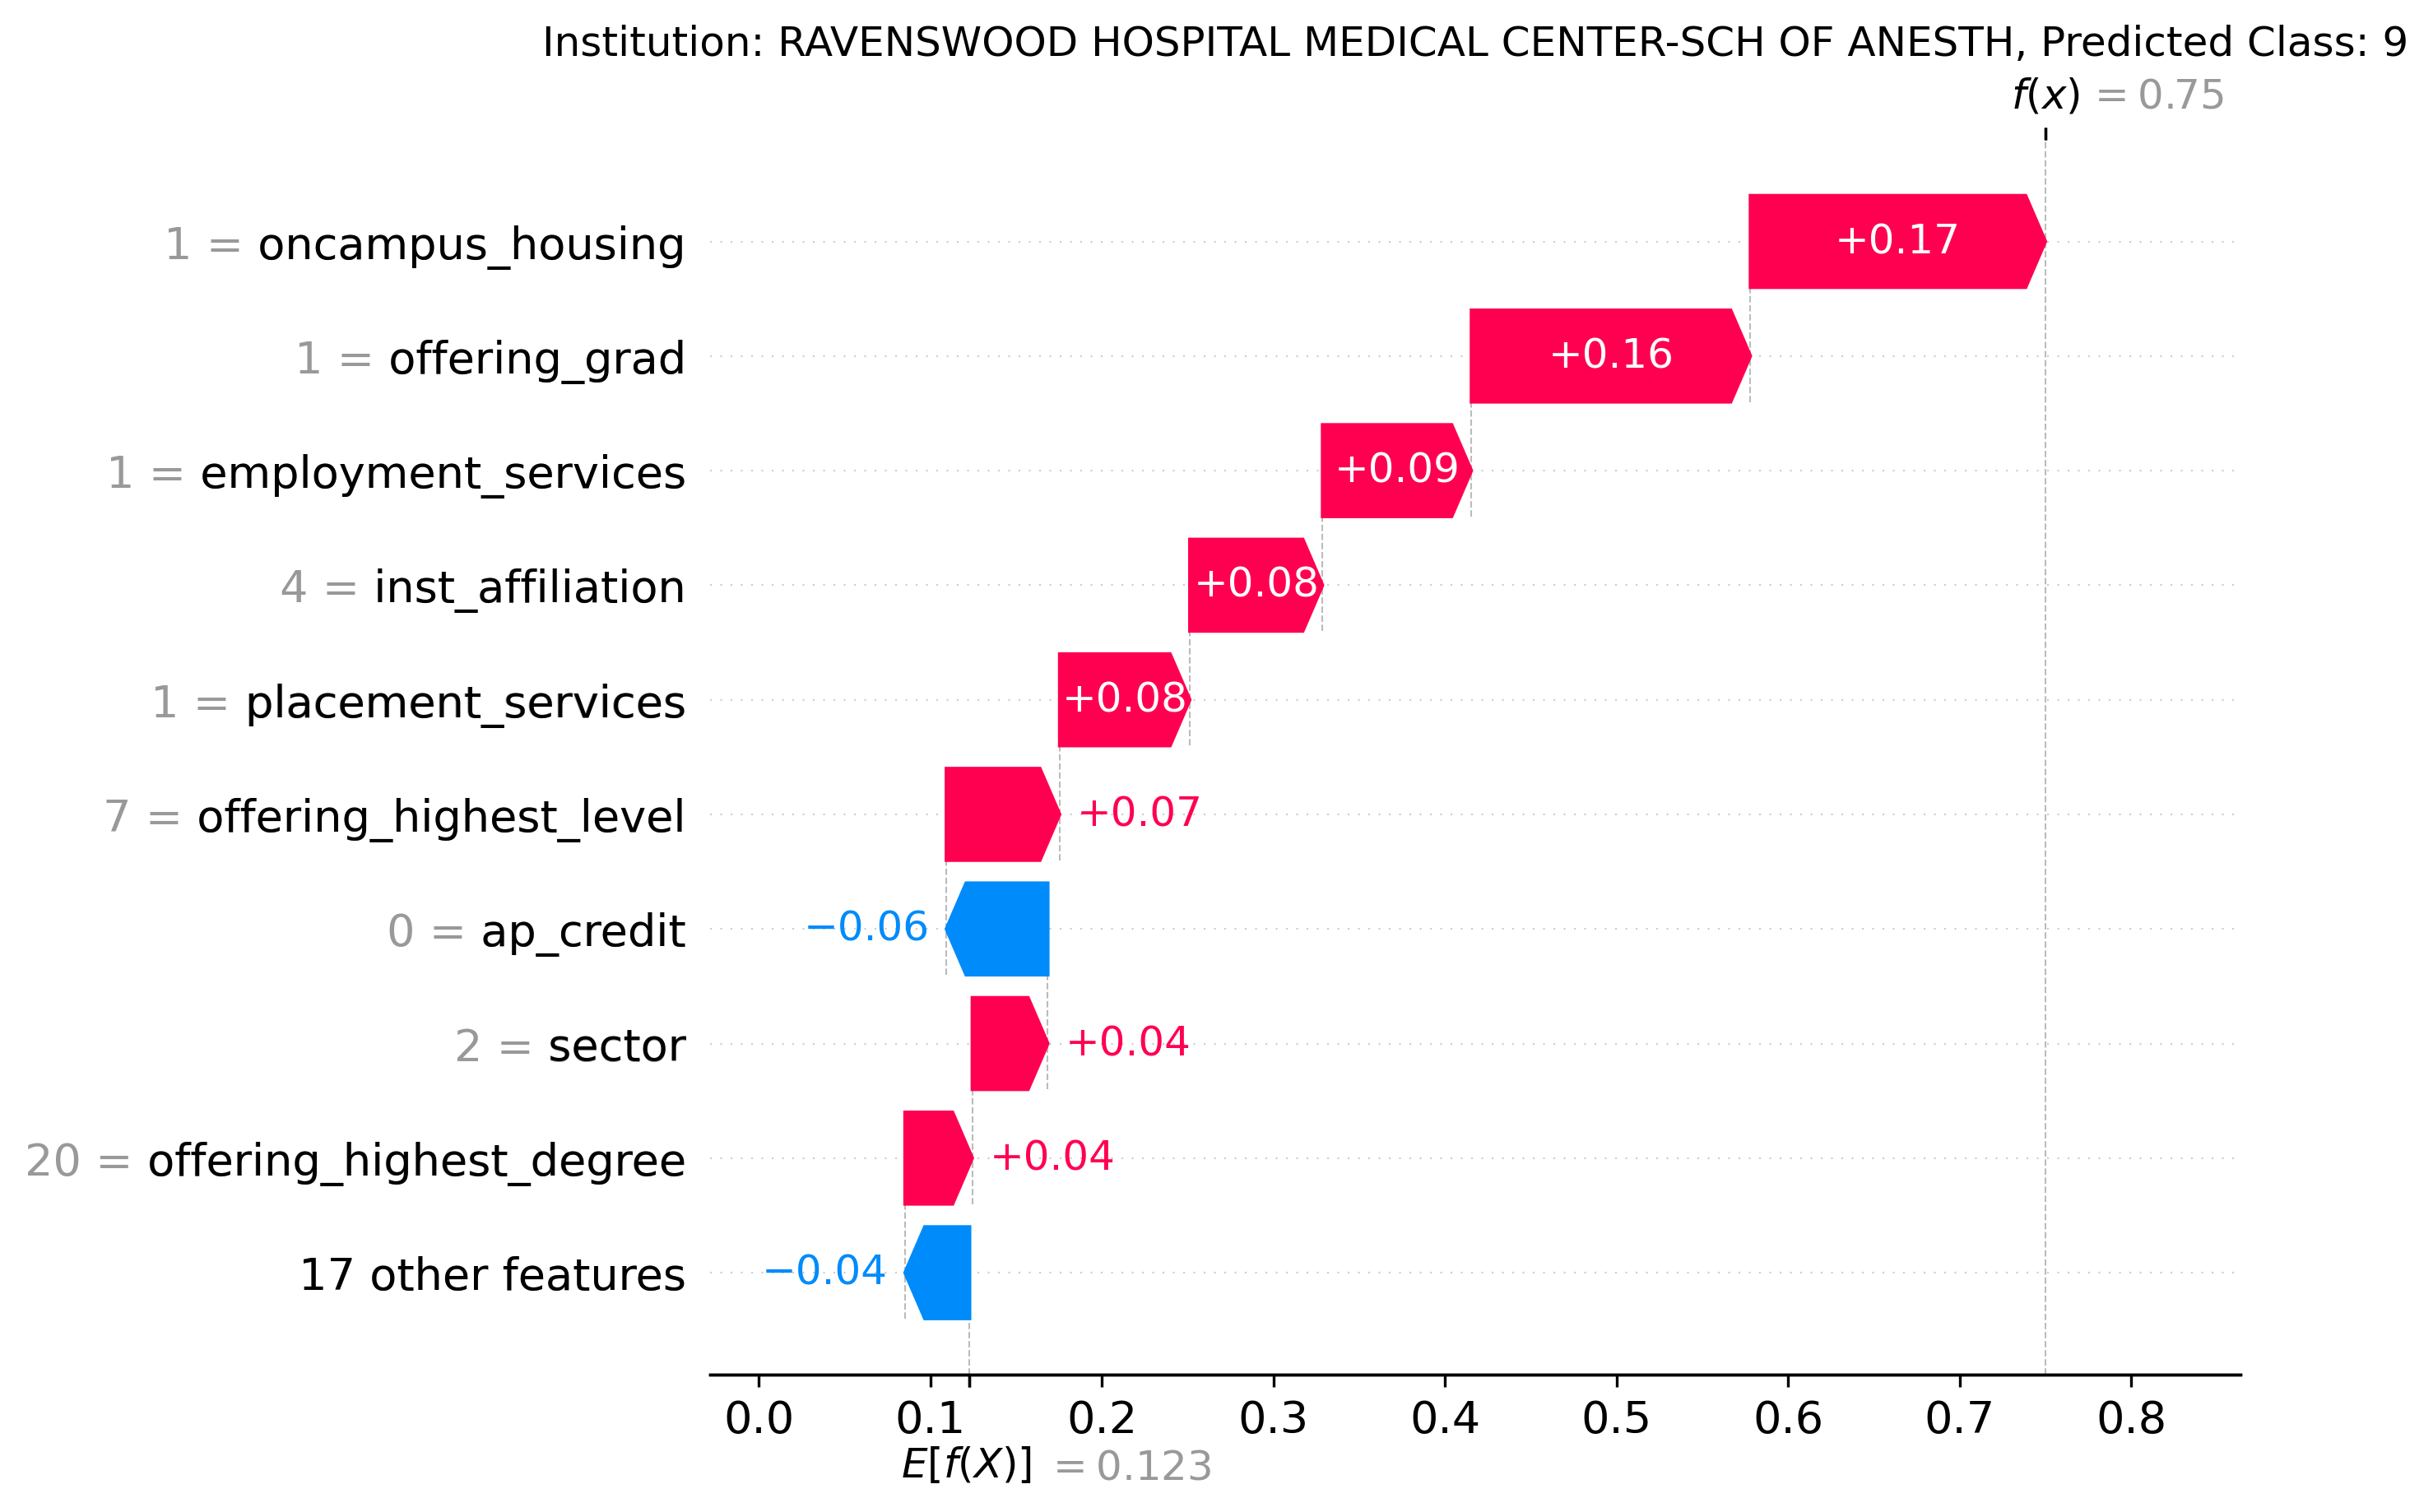 Institution: RAVENSWOOD HOSPITAL MEDICAL CENTER-SCH OF ANESTH, Predicted Class: 9
f(x) = 0.75
1 = oncampus_housing +0.17
1 = offering_grad +0.16
1 = employment_services +0.09
4 = inst_affiliation +0.08
1 = placement_services +0.08
7 = offering_highest_level +0.07
0 = ap_credit −0.06
2 = sector +0.04
20 = offering_highest_degree +0.04
17 other features −0.04
0.0 0.1 0.2 0.3 0.4 0.5 0.6 0.7 0.8
E[f(X)] = 0.123